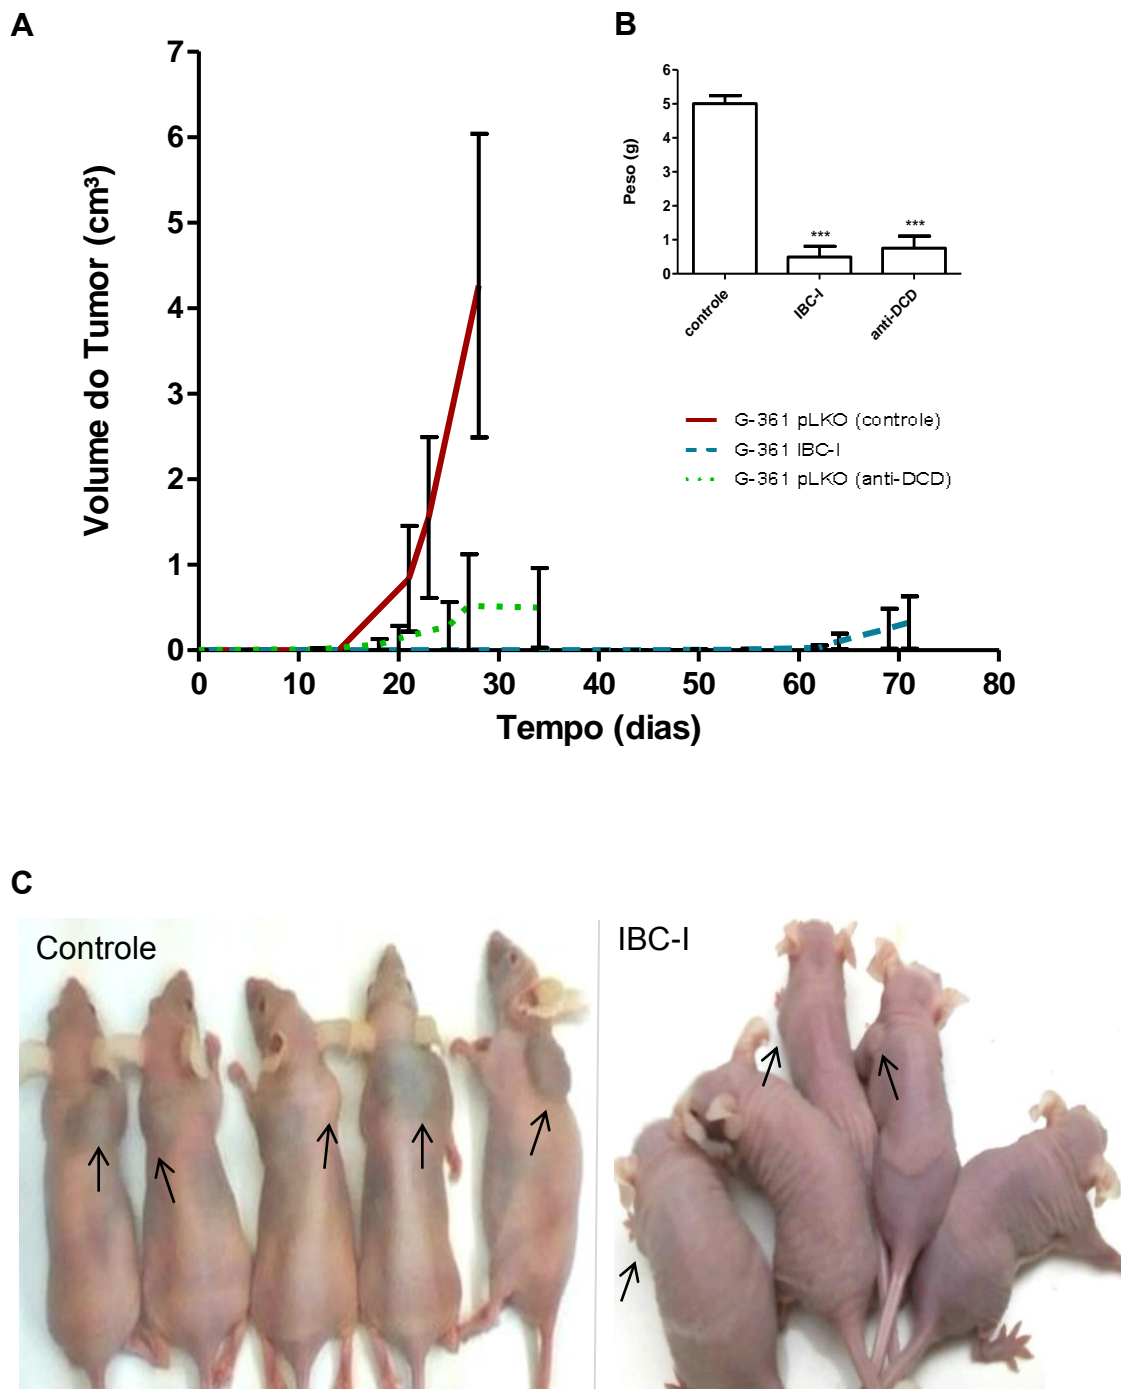 A
B
7
6
5
4
3
2
1
0
Volume do Tumor (cm³)
0 10 20 30 40 50 60 70 80
Tempo (dias)
6
5
4
3
2
1
0
Peso (g)
*** ***
controle IBC-I anti-DCD
G-361 pLKO (controle)
G-361 IBC-I
G-361 pLKO (anti-DCD)
C
Controle
IBC-I